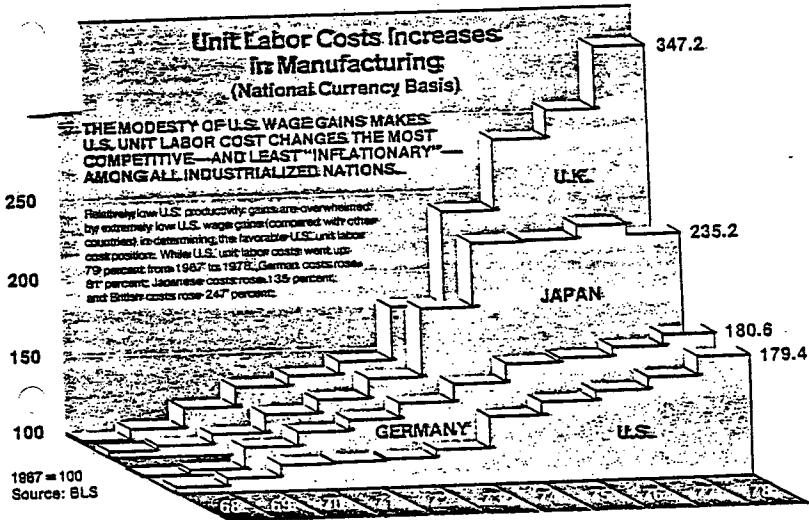 Unit Labor Costs Increases
in Manufacturing
(National Currency Basis)
THE MODESTY OF U.S. WAGE GAINS MAKES
U.S. UNIT LABOR COST CHANGES THE MOST
COMPETITIVE—AND LEAST "INFLATIONARY"—
AMONG ALL INDUSTRIALIZED NATIONS.
Relatively low U.S. productivity gains are overwhelmed
by extremely low U.S. wage gains (compared with other
countries) in determining the favorable U.S. unit labor
cost position. While U.S. unit labor costs went up
79 percent from 1967 to 1978, German costs rose
81 percent; Japanese costs rose 135 percent;
and British costs rose 247 percent.
347.2
U.K.
250
235.2
200
JAPAN
180.6
150
179.4
100
GERMANY
U.S.
1967 = 100
Source: BLS
68 69 70 71 72 73 74 75 76 77 78